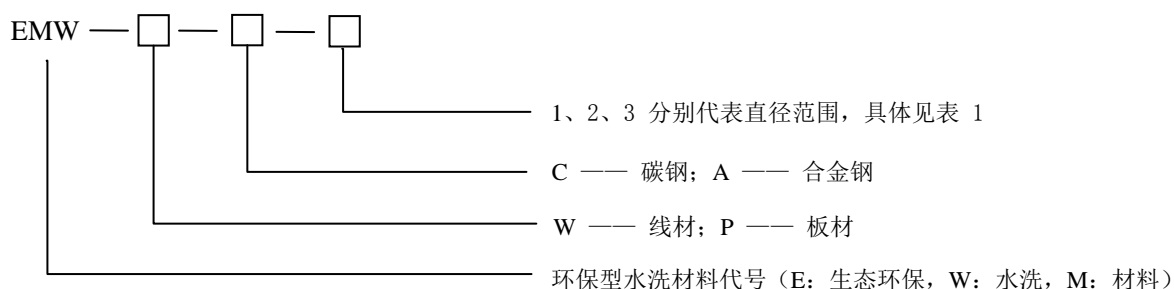 EMW — □ — □ — □
1、2、3 分别代表直径范围，具体见表 1
C —— 碳钢；A —— 合金钢
W —— 线材；P —— 板材
环保型水洗材料代号（E：生态环保，W：水洗，M：材料）